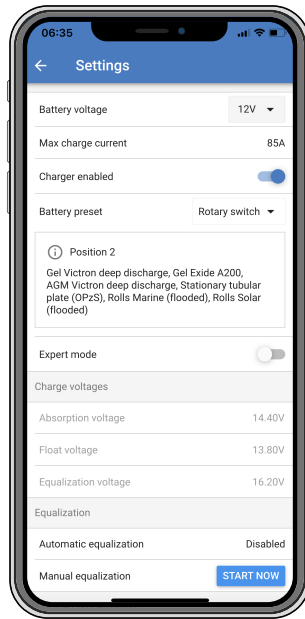 06:35
Settings
Battery voltage 12V
Max charge current 85A
Charger enabled
Battery preset Rotary switch
Position 2
Gel Victron deep discharge, Gel Exide A200,
AGM Victron deep discharge, Stationary tubular
plate (OPzS), Rolls Marine (flooded), Rolls Solar
(flooded)
Expert mode
Charge voltages
Absorption voltage 14.40V
Float voltage 13.80V
Equalization voltage 16.20V
Equalization
Automatic equalization Disabled
Manual equalization START NOW